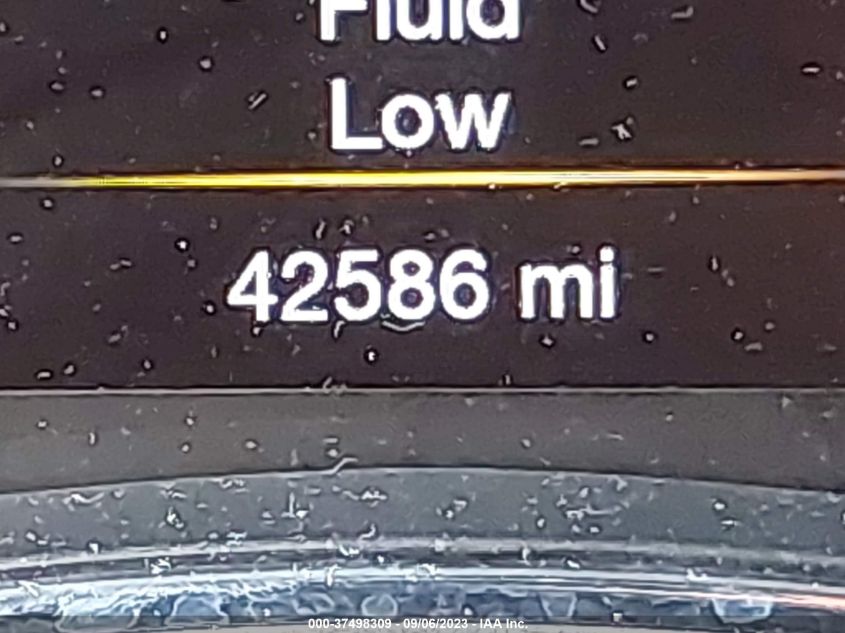 Fluid
Low
42586 mi
000-37498309 - 09/06/2023 - IAA Inc.